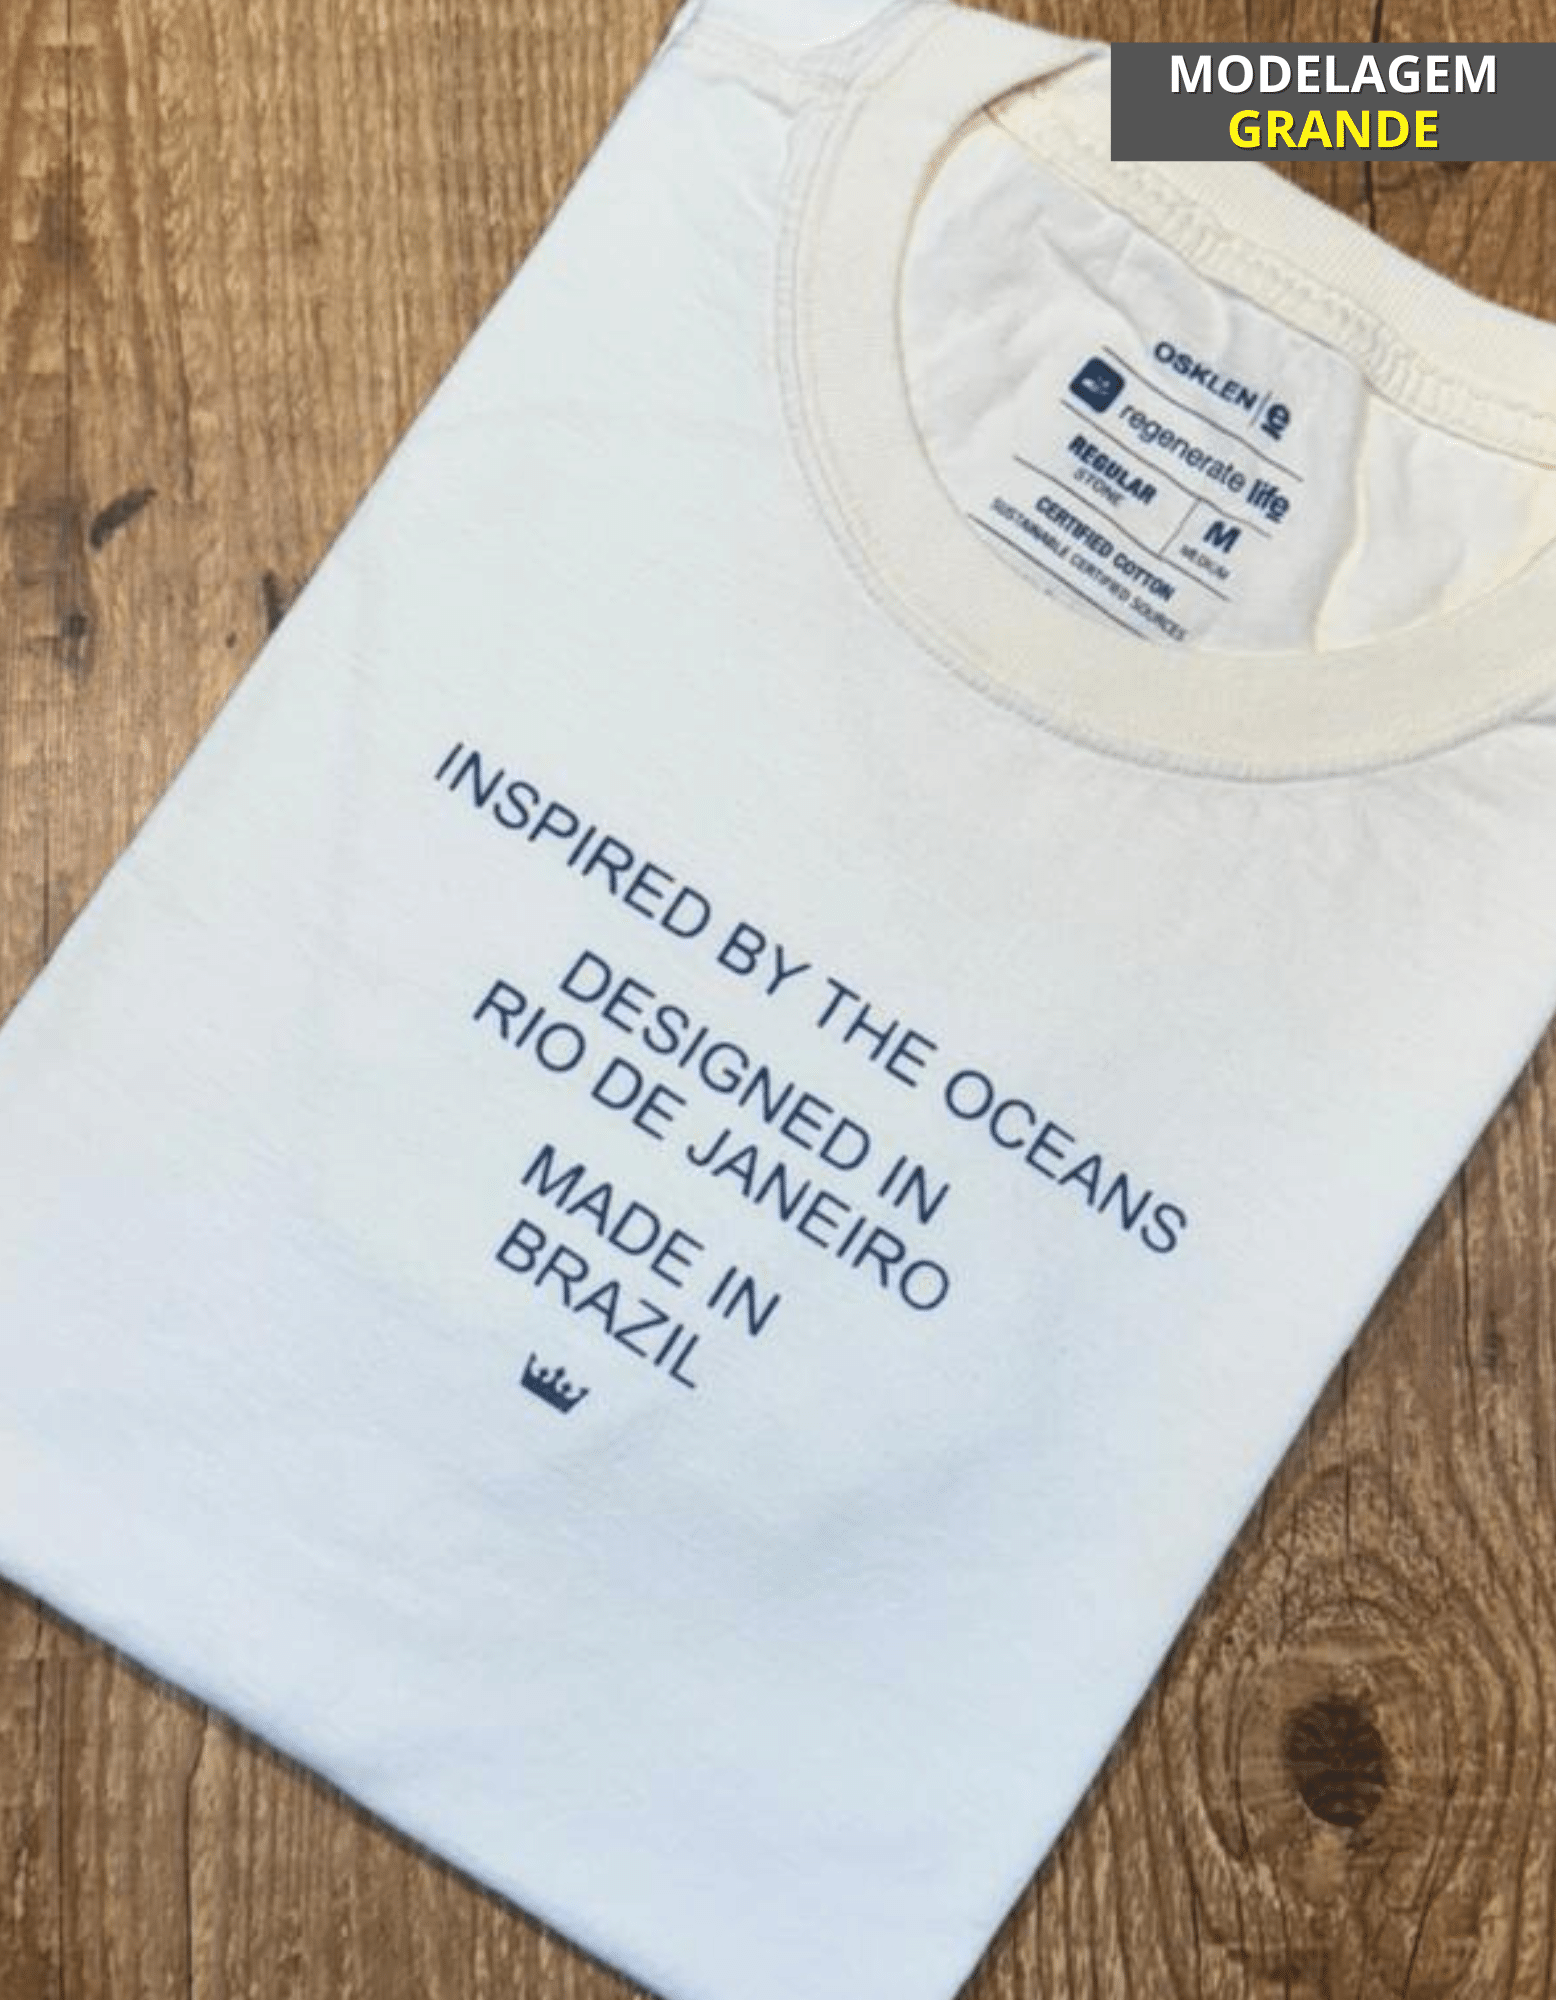 MODELAGEM
GRANDE
OSKLEN | e
regenerate life
REGULAR
STONE
M
MEDIUM
CERTIFIED COTTON
SUSTAINABLE CERTIFIED SOURCES
INSPIRED BY THE OCEANS
DESIGNED IN
RIO DE JANEIRO
MADE IN
BRAZIL